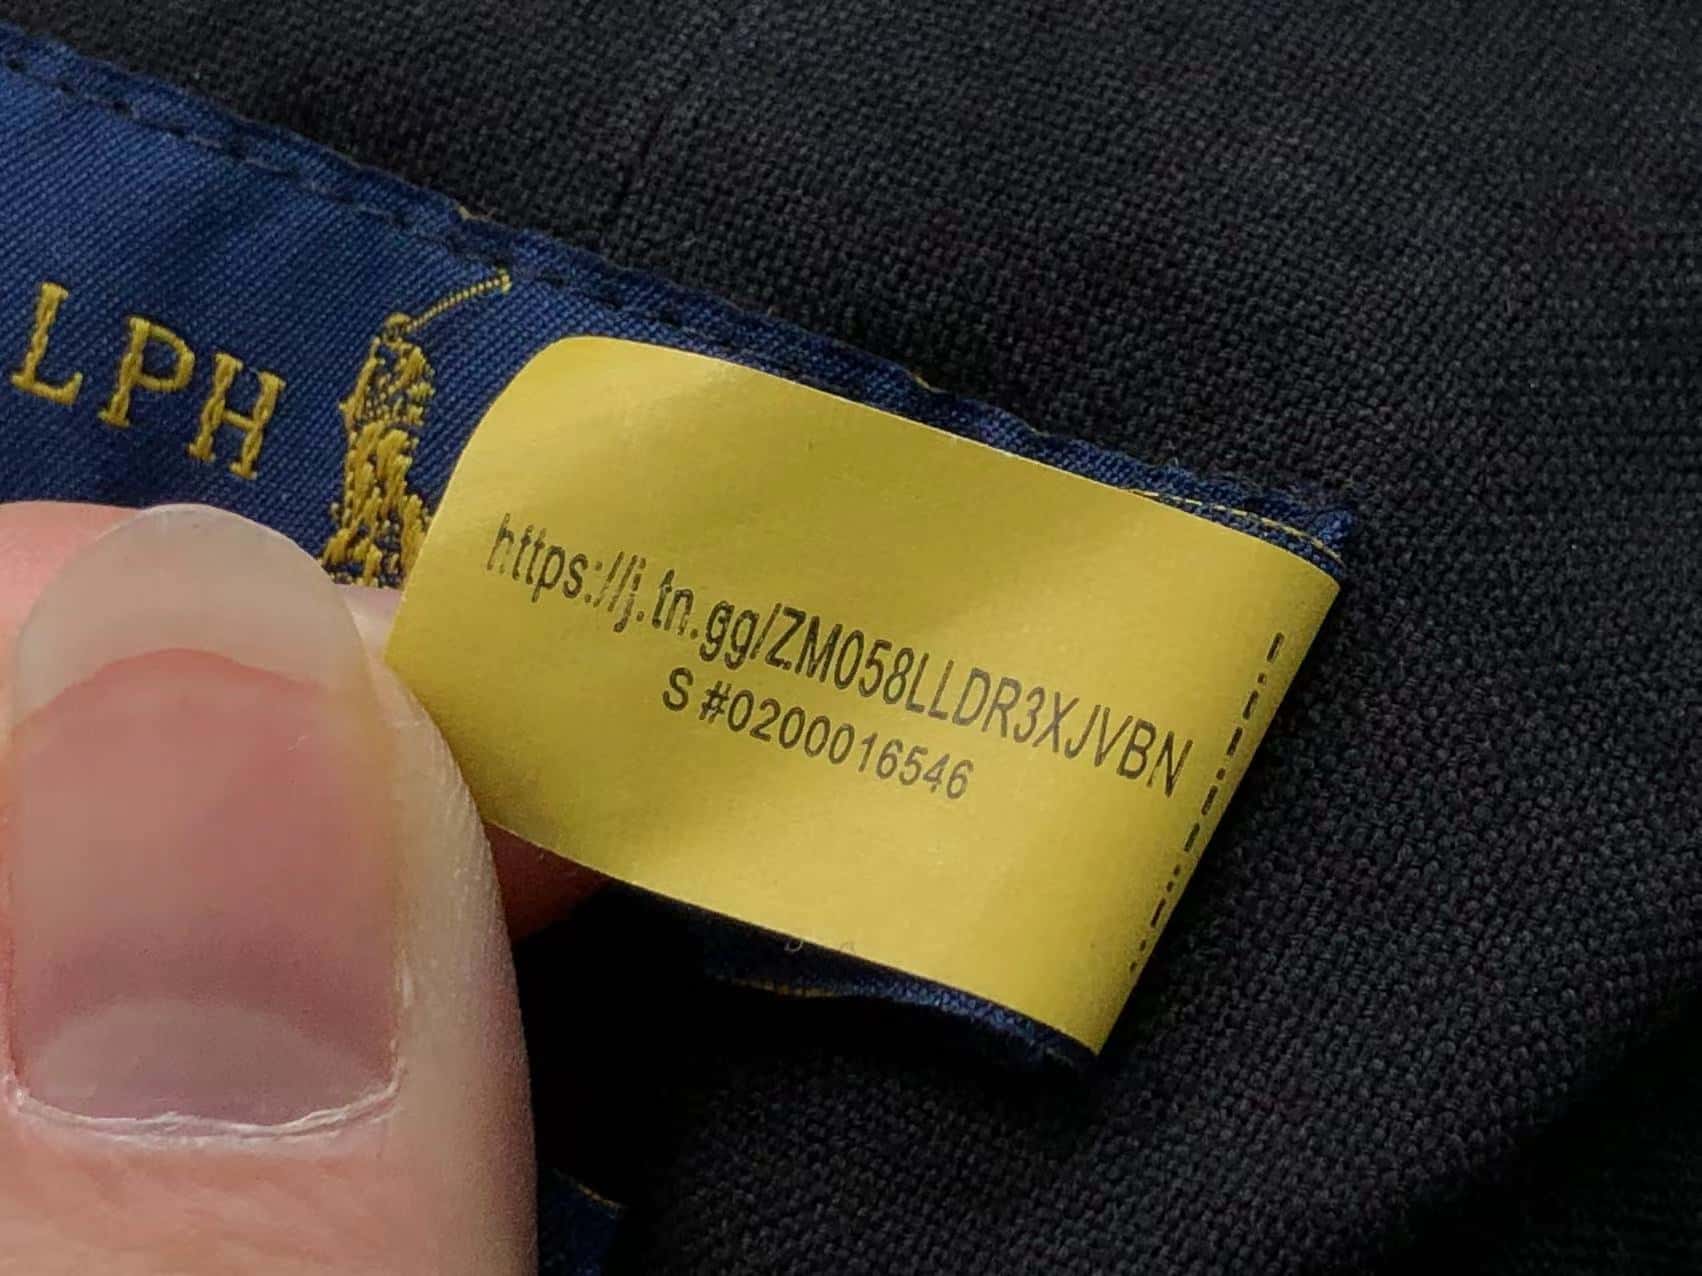 LPH
https://j.tn.gg/ZM058LLDR3XJVBN
S #0200016546